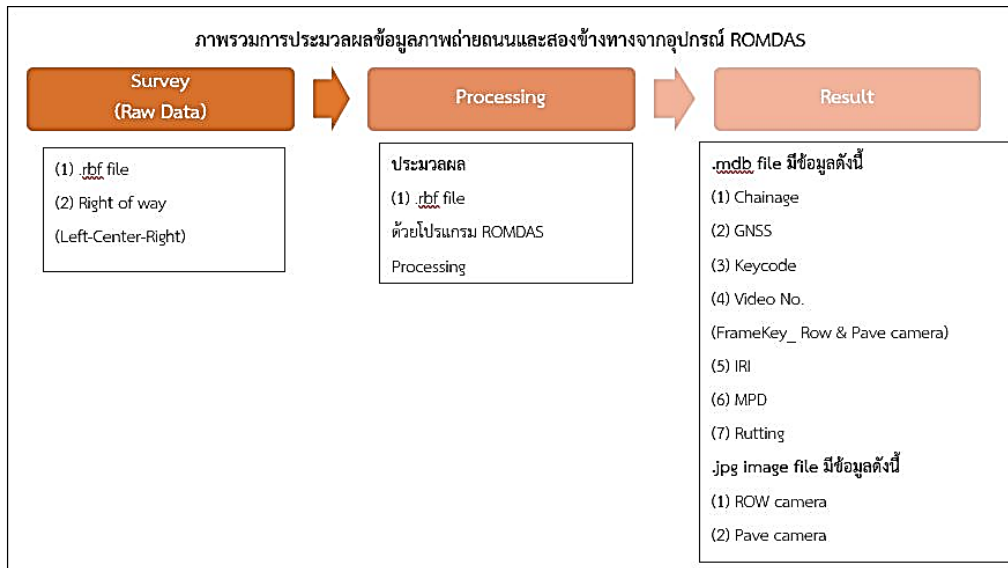 ภาพรวมการประมวลผลข้อมูลภาพถ่ายถนนและสองข้างทางจากอุปกรณ์ ROMDAS
Survey
(Raw Data)
(1) .rbf file
(2) Right of way
(Left-Center-Right)
Processing
ประมวลผล
(1) .rbf file
ด้วยโปรแกรม ROMDAS
Processing
Result
.mdb file มีข้อมูลดังนี้
(1) Chainage
(2) GNSS
(3) Keycode
(4) Video No.
(FrameKey_ Row & Pave camera)
(5) IRI
(6) MPD
(7) Rutting
.jpg image file มีข้อมูลดังนี้
(1) ROW camera
(2) Pave camera